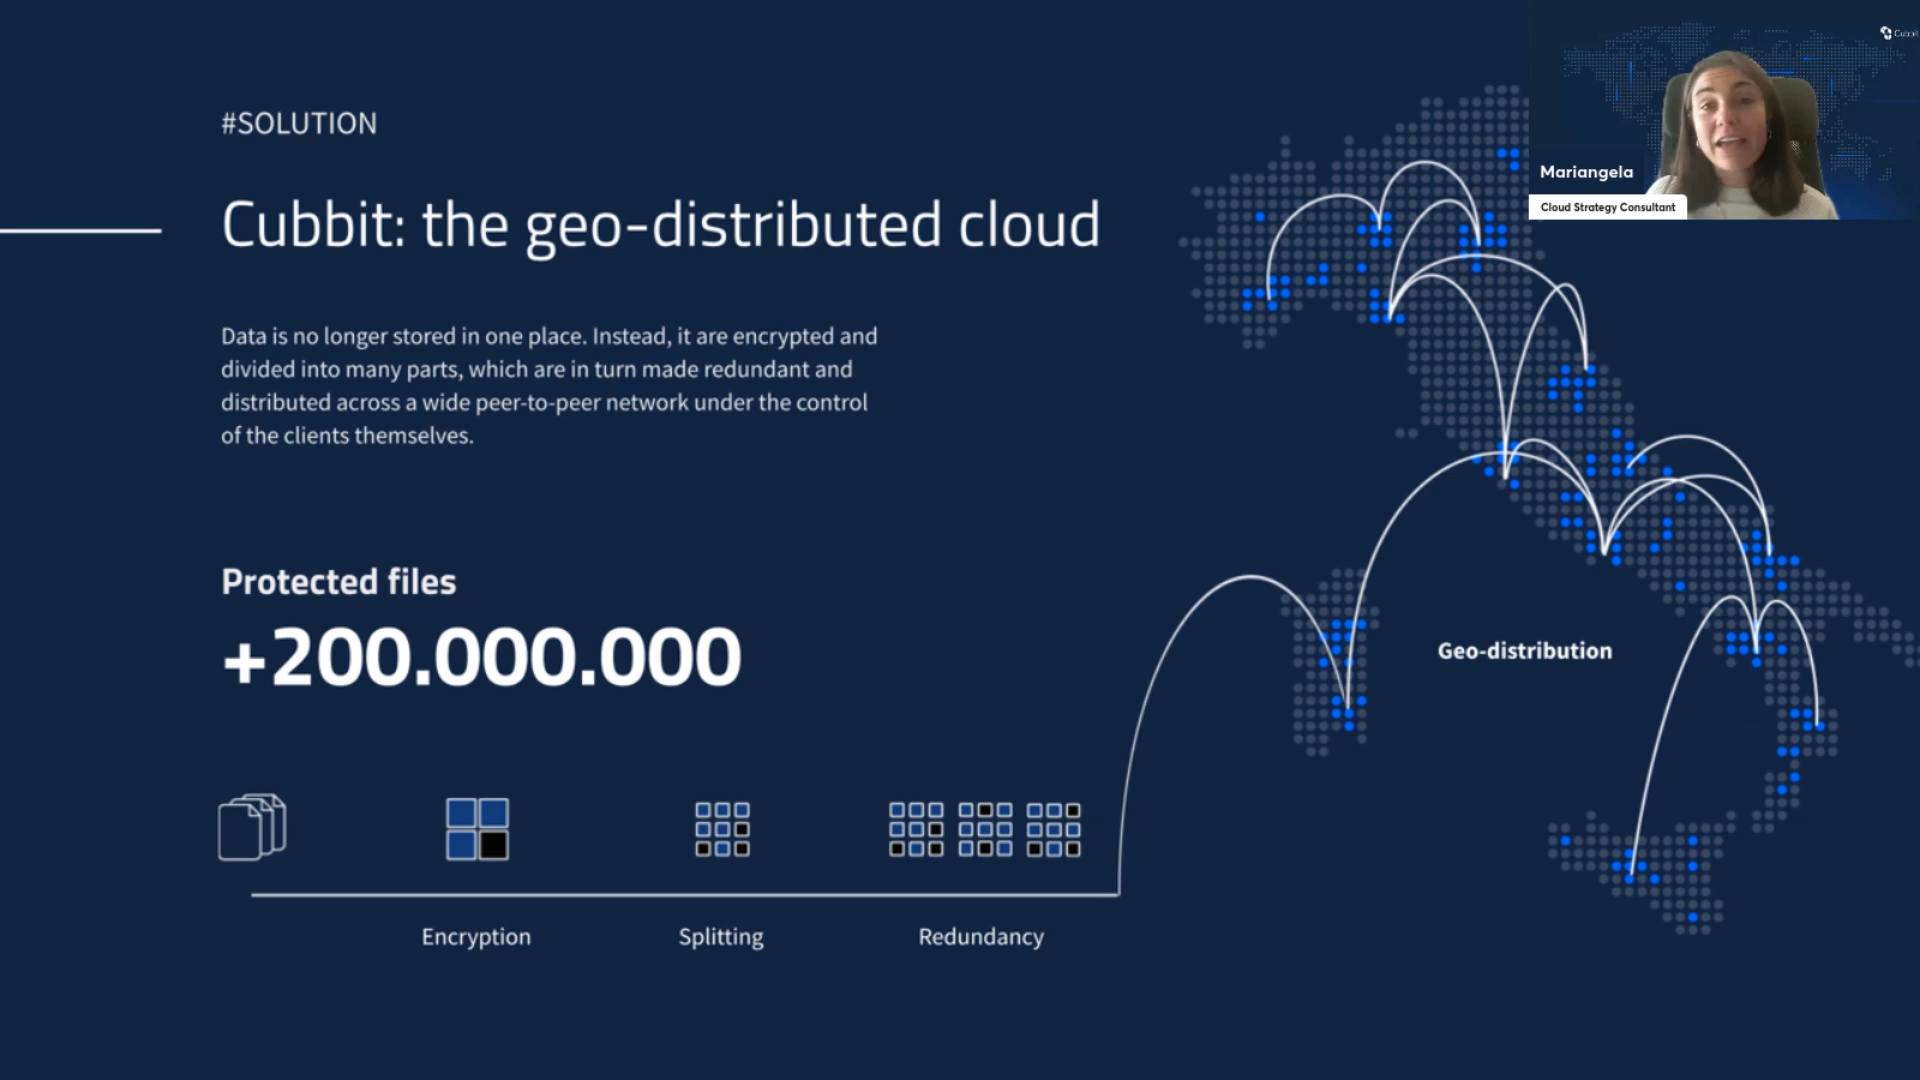 #SOLUTION
Cubbit: the geo-distributed cloud
Data is no longer stored in one place. Instead, it are encrypted and
divided into many parts, which are in turn made redundant and
distributed across a wide peer-to-peer network under the control
of the clients themselves.
Protected files
+200.000.000
Encryption
Splitting
Redundancy
Geo-distribution
Cubbit
Mariangela
Cloud Strategy Consultant